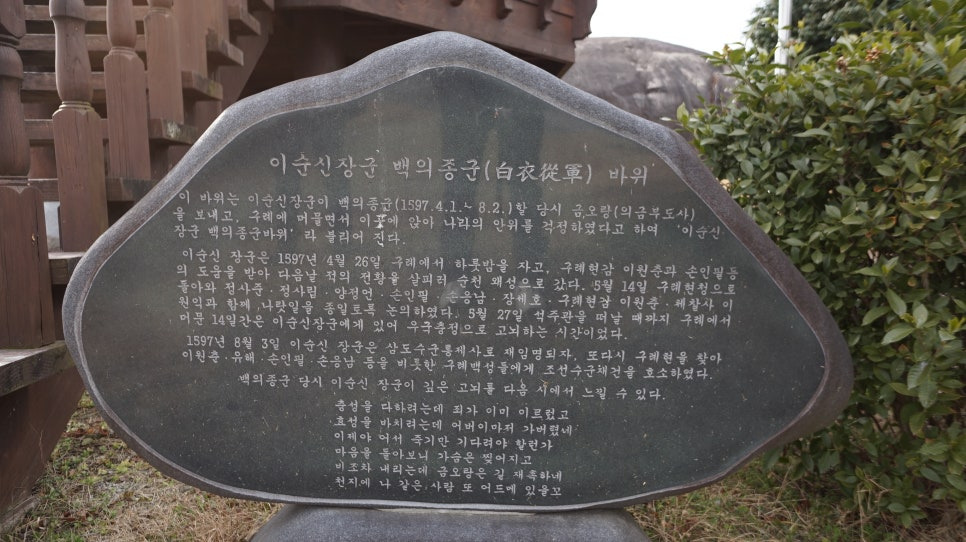 이순신장군 백의종군(白衣從軍) 바위
이 바위는 이순신장군이 백의종군(1597.4.1.~ 8.2.)할 당시 금오랑(의금부도사)
을 보내고, 구례에 머물면서 이곳에 앉아 나라의 안위를 걱정하였다고 하여 '이순신
장군 백의종군바위' 라 불리어 진다.
이순신 장군은 1597년 4월 26일 구례에서 하룻밤을 자고, 구례현감 이원춘과 손인필등
의 도움을 받아 다음날 적의 전황을 살피러 순천 왜성으로 갔다. 5월 14일 구례현청으로
돌아와 정사준·정사립·양정언·손인필·손응남·장세호·구례현감 이원춘·체찰사 이
원익과 함께 나랏일을 종일토록 논의하였다. 5월 27일 석주관을 떠날 때까지 구례에서
머문 14일간은 이순신장군에게 있어 우국충정으로 고뇌하는 시간이었다.
1597년 8월 3일 이순신 장군은 삼도수군통제사로 재임명되자, 또다시 구례현을 찾아
이원춘·유해·손인필·손응남 등을 비롯한 구례백성들에게 조선수군재건을 호소하였다.
백의종군 당시 이순신 장군이 깊은 고뇌를 다음 시에서 느낄 수 있다.
충성을 다하려는데 죄가 이미 이르렀고
효성을 바치려는데 어버이마저 가버렸네
이제야 어서 죽기만 기다려야 할런가
마음을 돌아보니 가슴은 찢어지고
비조차 내리는데 금오랑은 길 재촉하네
천지에 나 같은 사람 또 어드메 있을꼬